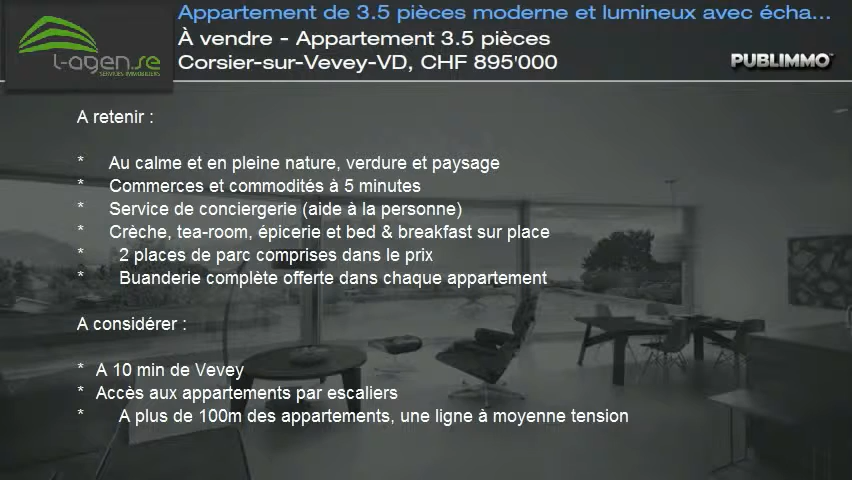 Appartement de 3.5 pièces moderne et lumineux avec écha...
À vendre - Appartement 3.5 pièces
Corsier-sur-Vevey-VD, CHF 895'000
l-agen.se
SERVICES IMMOBILIERS
PUBLIMMO
A retenir :
* Au calme et en pleine nature, verdure et paysage
* Commerces et commodités à 5 minutes
* Service de conciergerie (aide à la personne)
* Crèche, tea-room, épicerie et bed & breakfast sur place
* 2 places de parc comprises dans le prix
* Buanderie complète offerte dans chaque appartement
A considérer :
* A 10 min de Vevey
* Accès aux appartements par escaliers
* A plus de 100m des appartements, une ligne à moyenne tension